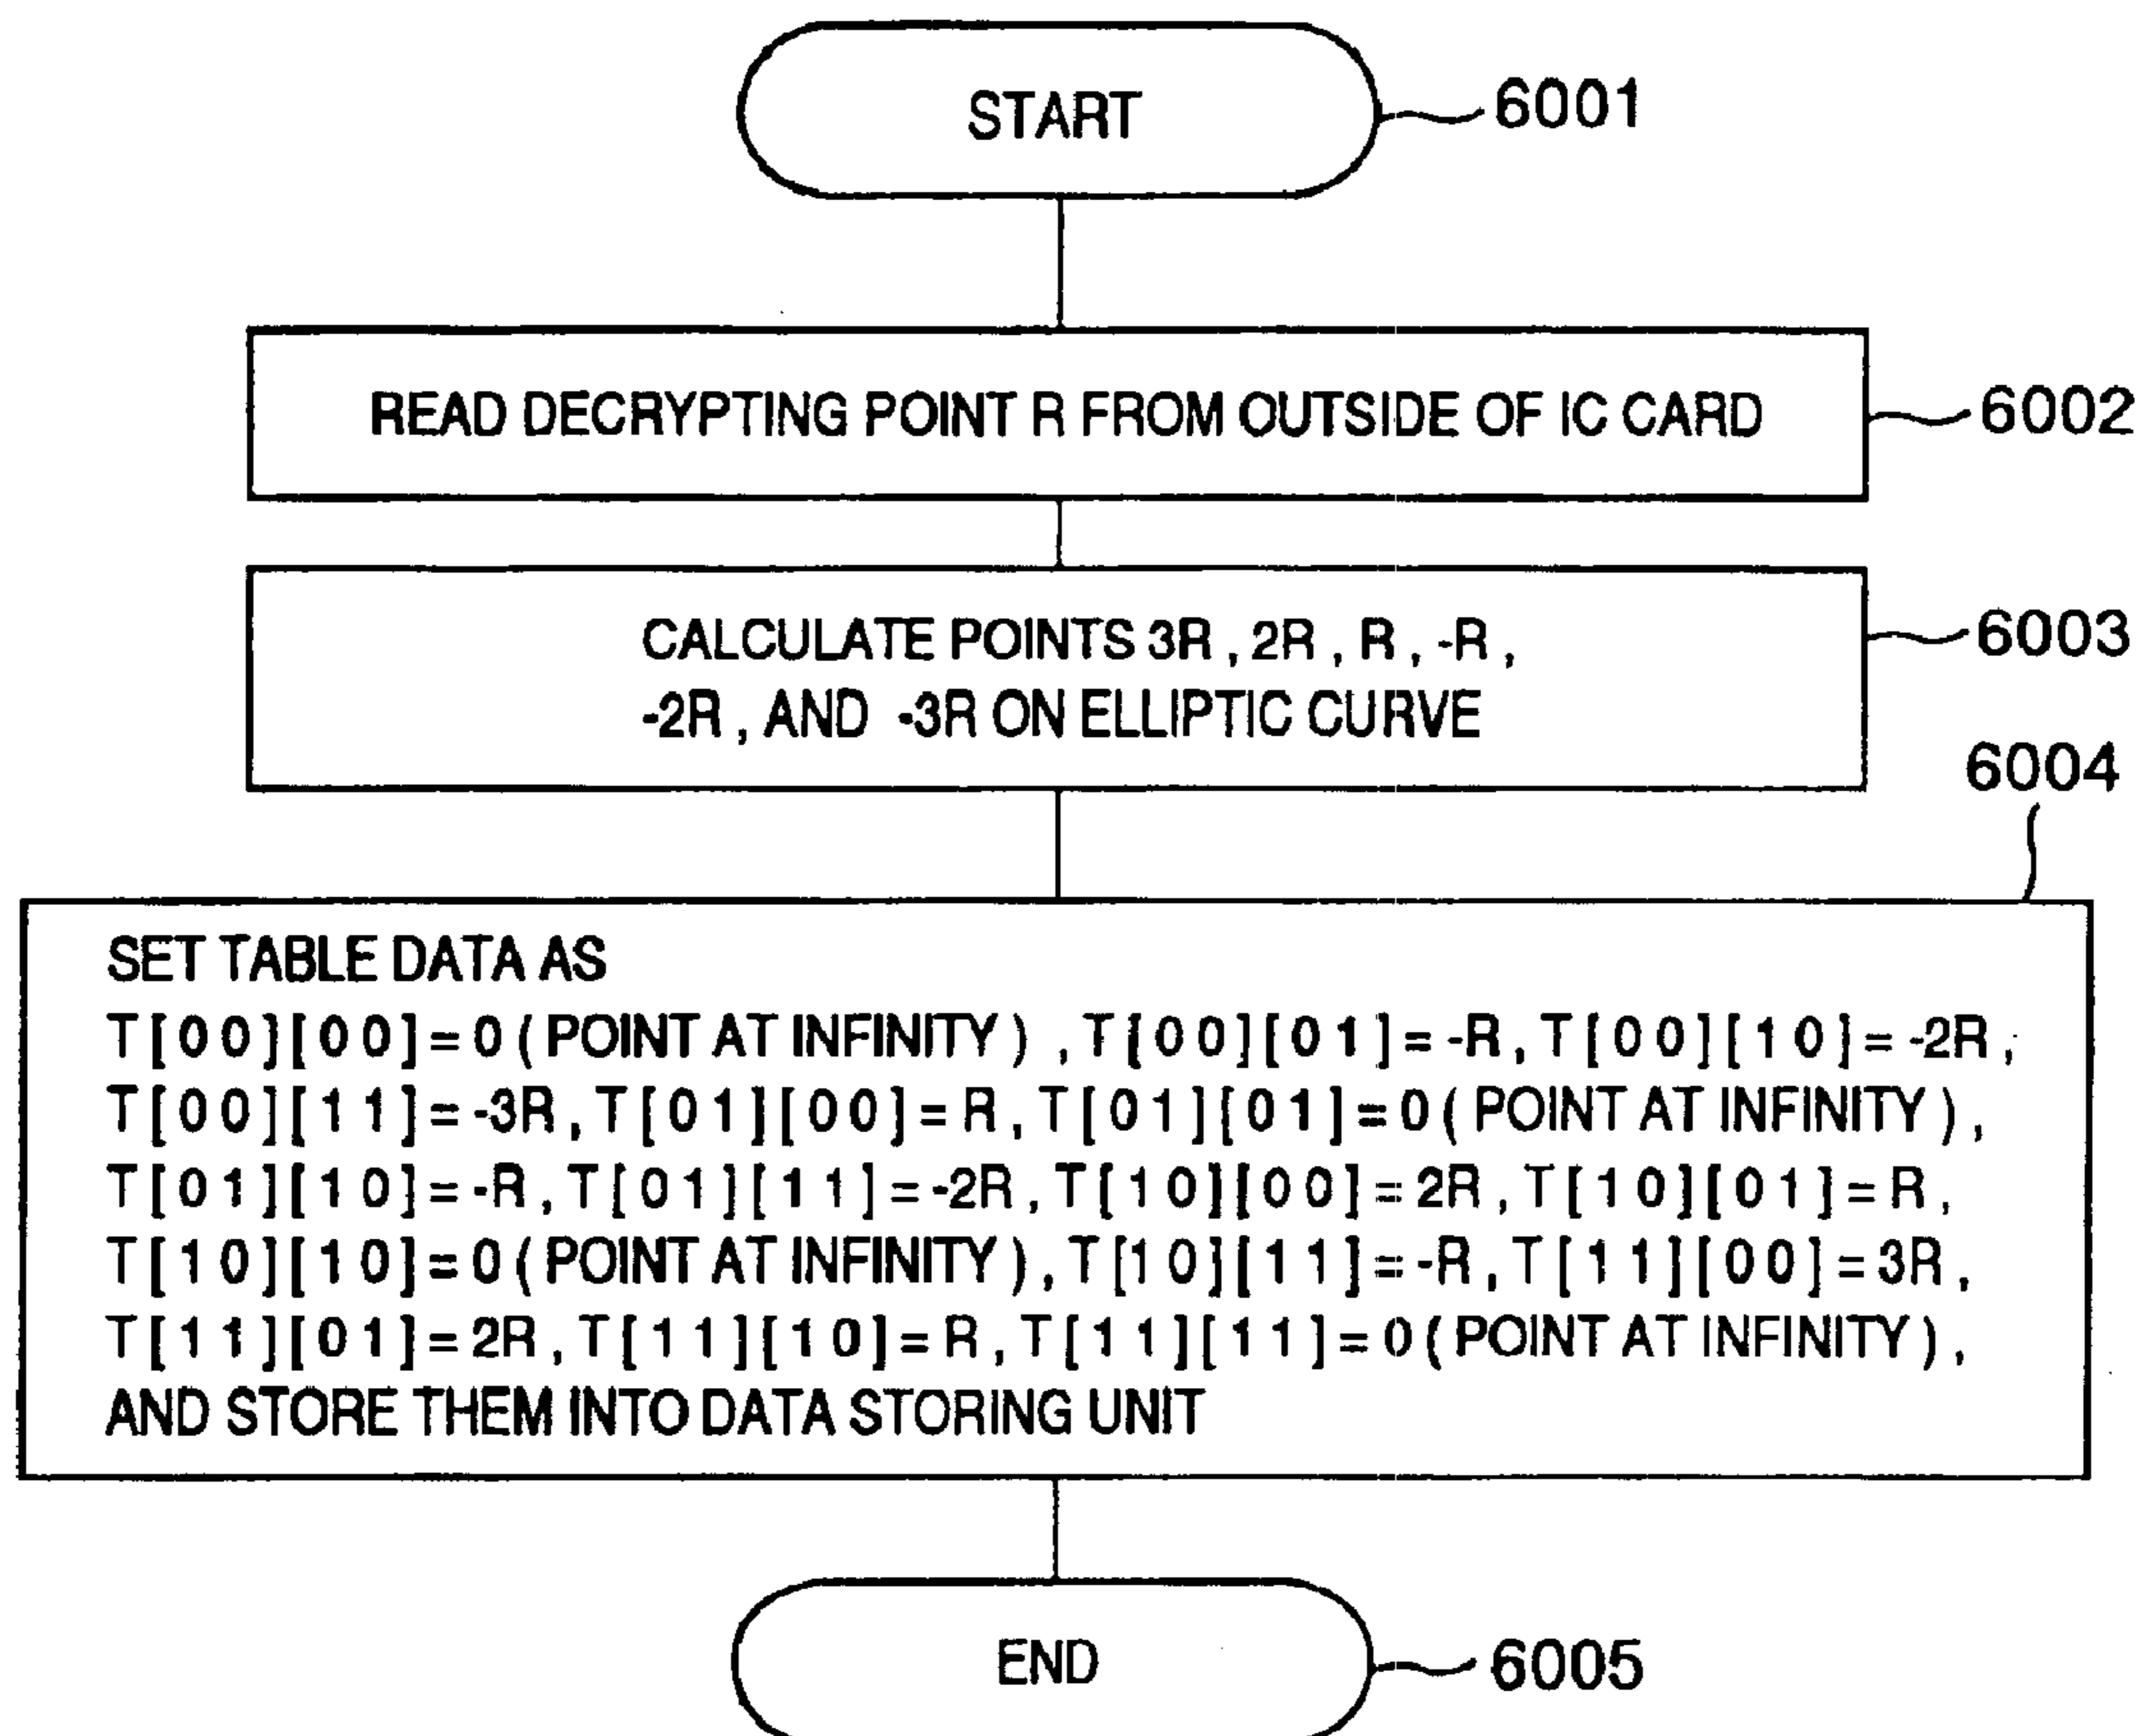 START
6001
READ DECRYPTING POINT R FROM OUTSIDE OF IC CARD
6002
CALCULATE POINTS 3R , 2R , R , -R ,
-2R , AND -3R ON ELLIPTIC CURVE
6003
6004
SET TABLE DATA AS
T [ 0 0 ] [ 0 0 ] = 0 ( POINT AT INFINITY ) , T [ 0 0 ] [ 0 1 ] = -R , T [ 0 0 ] [ 1 0 ] = -2R ,
T [ 0 0 ] [ 1 1 ] = -3R , T [ 0 1 ] [ 0 0 ] = R , T [ 0 1 ] [ 0 1 ] = 0 ( POINT AT INFINITY ) ,
T [ 0 1 ] [ 1 0 ] = -R , T [ 0 1 ] [ 1 1 ] = -2R , T [ 1 0 ] [ 0 0 ] = 2R , T [ 1 0 ] [ 0 1 ] = R ,
T [ 1 0 ] [ 1 0 ] = 0 ( POINT AT INFINITY ) , T [ 1 0 ] [ 1 1 ] = -R , T [ 1 1 ] [ 0 0 ] = 3R ,
T [ 1 1 ] [ 0 1 ] = 2R , T [ 1 1 ] [ 1 0 ] = R , T [ 1 1 ] [ 1 1 ] = 0 ( POINT AT INFINITY ) ,
AND STORE THEM INTO DATA STORING UNIT
END
6005